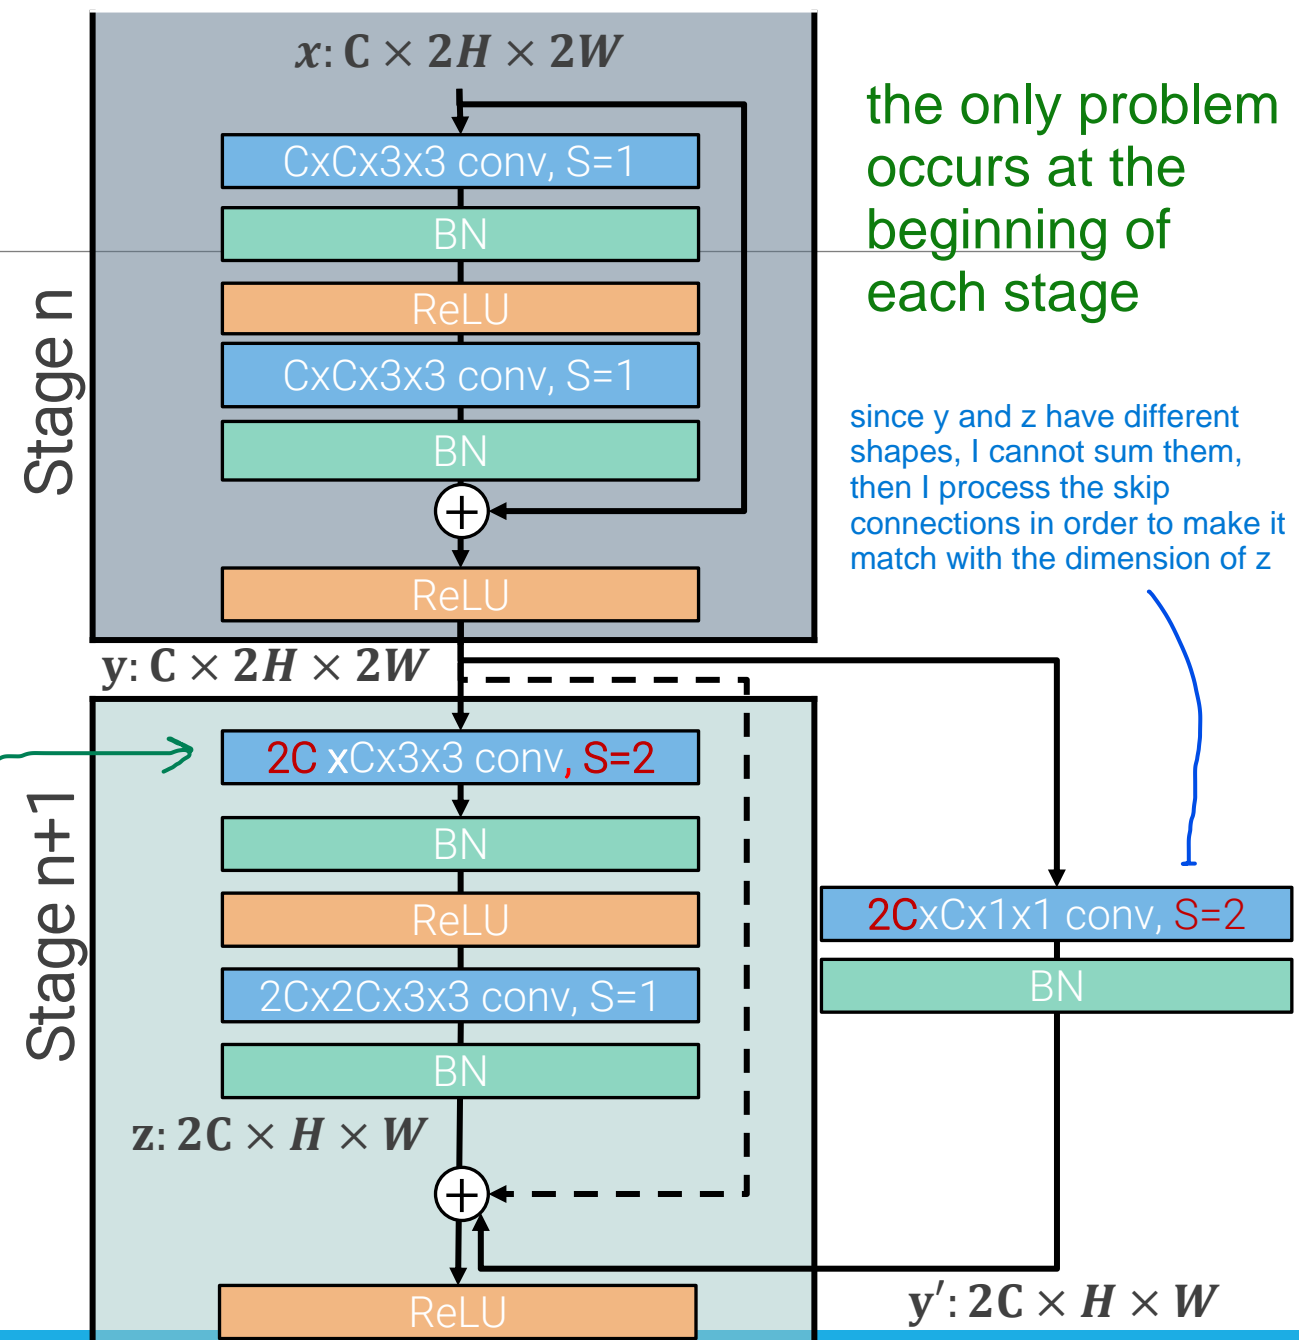 x: C × 2H × 2W
the only problem
occurs at the
beginning of
each stage
CxCx3x3 conv, S=1
BN
ReLU
CxCx3x3 conv, S=1
BN
+
ReLU
Stage n
since y and z have different
shapes, I cannot sum them,
then I process the skip
connections in order to make it
match with the dimension of z
y: C × 2H × 2W
2C xCx3x3 conv, S=2
BN
ReLU
2Cx2Cx3x3 conv, S=1
BN
Stage n+1
2CxCx1x1 conv, S=2
BN
z: 2C × H × W
+
y′: 2C × H × W
ReLU